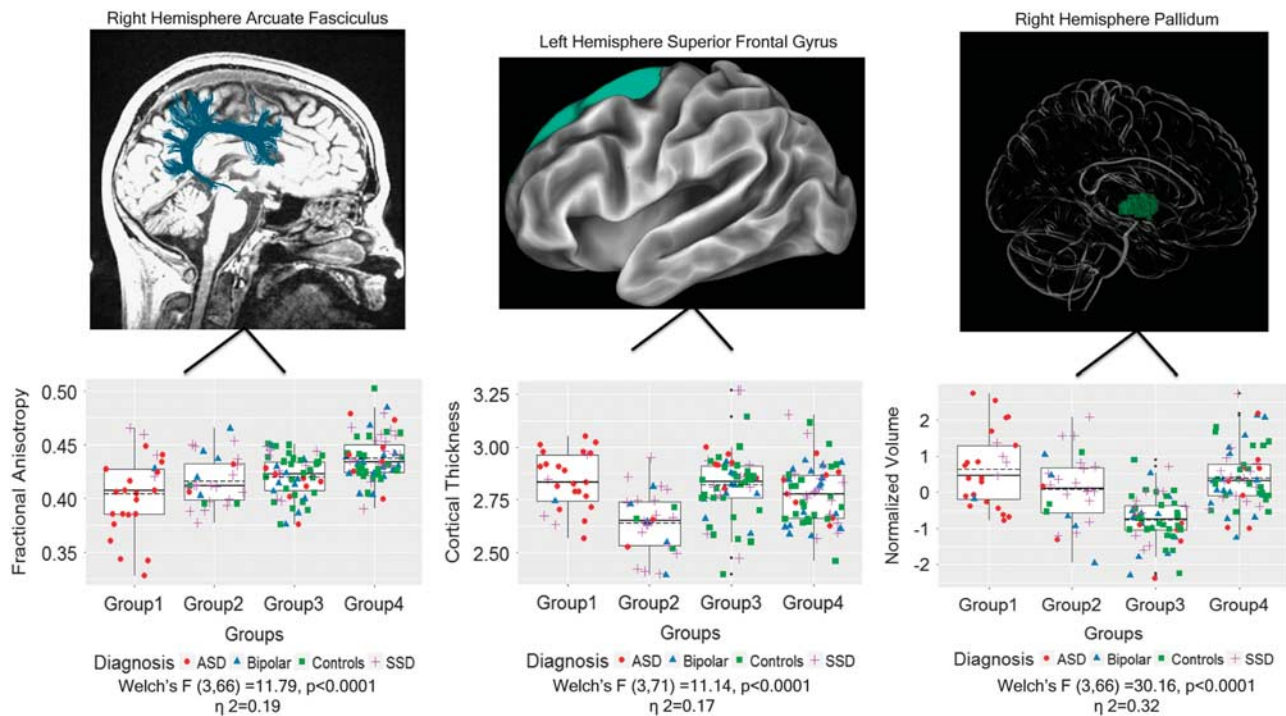 Right Hemisphere Arcuate Fasciculus
Left Hemisphere Superior Frontal Gyrus
Right Hemisphere Pallidum
Fractional Anisotropy
0.50
0.45
0.40
0.35
Group1 Group2 Group3 Group4
Groups
Diagnosis ASD Bipolar Controls SSD
Welch's F (3,66) =11.79, p<0.0001
η 2=0.19
Cortical Thickness
3.25
3.00
2.75
2.50
Group1 Group2 Group3 Group4
Groups
Diagnosis ASD Bipolar Controls SSD
Welch's F (3,71) =11.14, p<0.0001
η 2=0.17
Normalized Volume
2
1
0
-1
-2
Group1 Group2 Group3 Group4
Groups
Diagnosis ASD Bipolar Controls SSD
Welch's F (3,66) =30.16, p<0.0001
η 2=0.32